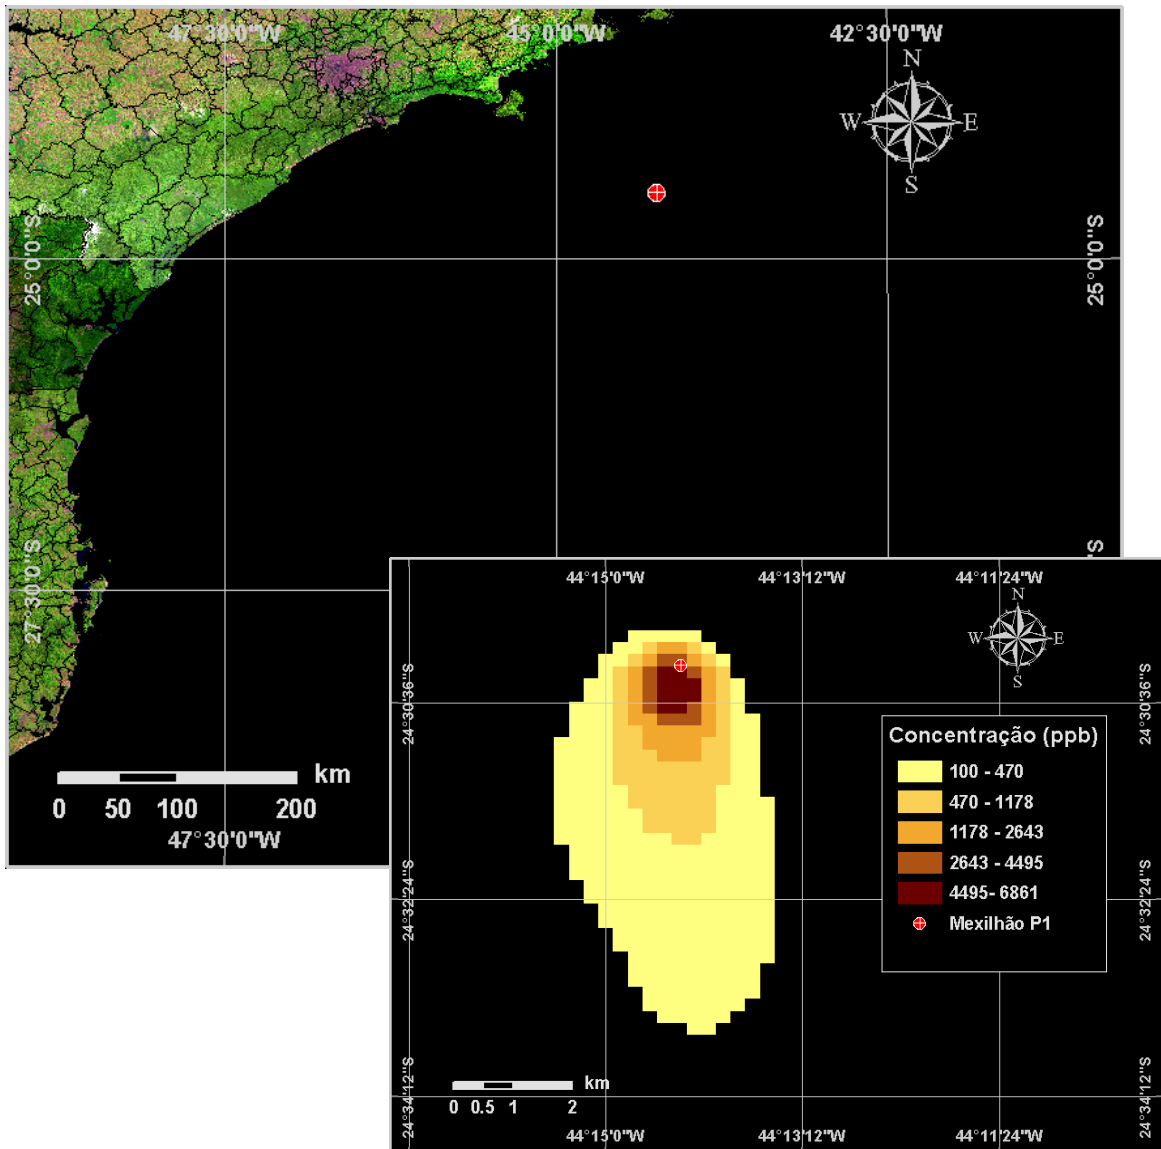 47°30'0"W
45°0'0"W
42°30'0"W
N
W
E
S
25°0'0"S
25°0'0"S
27°30'0"S
"S
km
0 50 100 200
47°30'0"W
44°15'0"W
44°13'12"W
44°11'24"W
N
W
E
S
24°30'36"S
24°30'36"S
Concentração (ppb)
100 - 470
470 - 1178
1178 - 2643
2643 - 4495
4495- 6861
Mexilhão P1
24°32'24"S
24°32'24"S
24°34'12"S
24°34'12"S
km
0 0.5 1 2
44°15'0"W
44°13'12"W
44°11'24"W